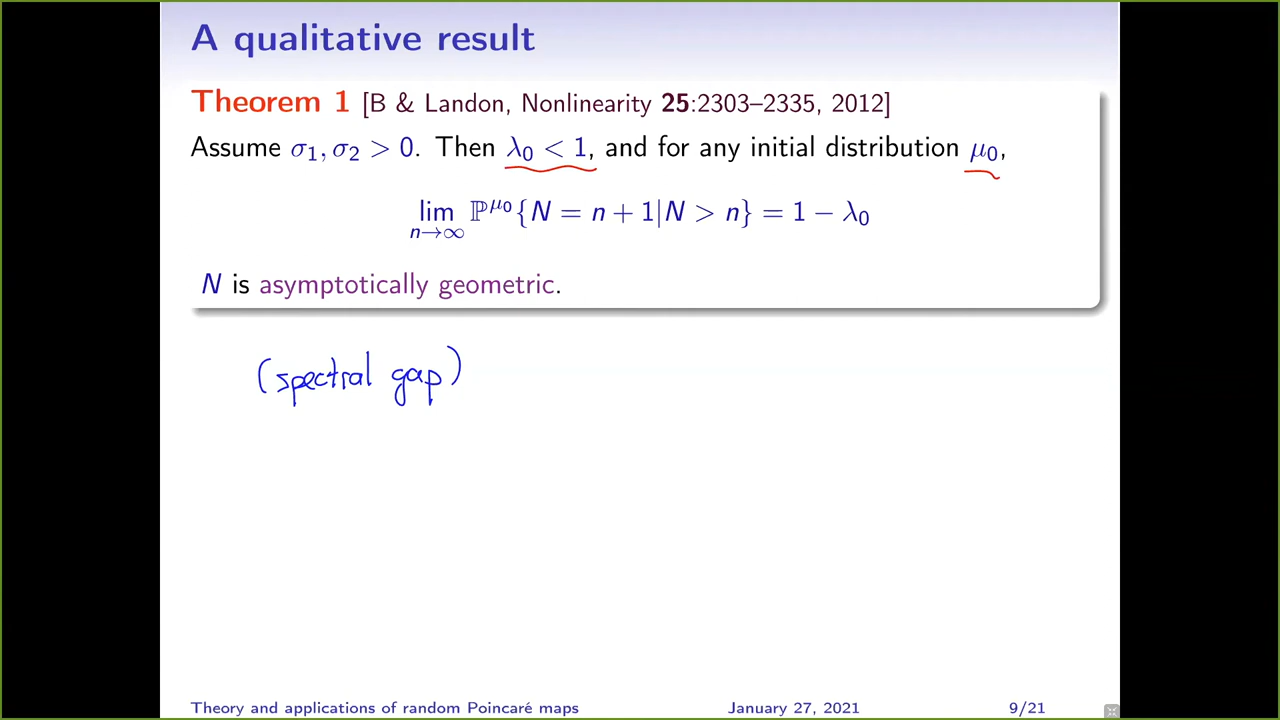 A qualitative result
Theorem 1 [B & Landon, Nonlinearity 25:2303–2335, 2012]
Assume σ₁, σ₂ > 0. Then λ₀ < 1, and for any initial distribution μ₀,
lim n→∞ ℙ^μ₀{N = n + 1|N > n} = 1 − λ₀
N is asymptotically geometric.
(spectral gap)
Theory and applications of random Poincaré maps January 27, 2021 9/21